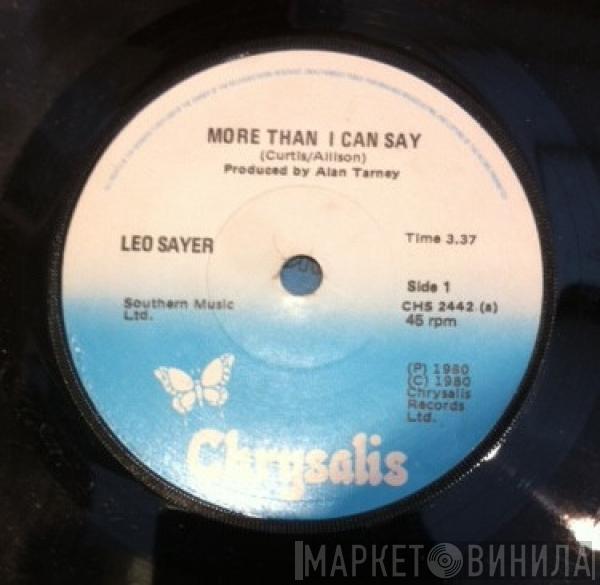 MORE THAN I CAN SAY
(Curtis/Allison)
Produced by Alan Tarney
LEO SAYER
Time 3.37
Southern Music
Ltd.
Side 1
CHS 2442 (a)
45 rpm
(P) 1980
(C) 1980
Chrysalis
Records
Ltd.
Chrysalis
МАРКЕТ ВИНИЛА